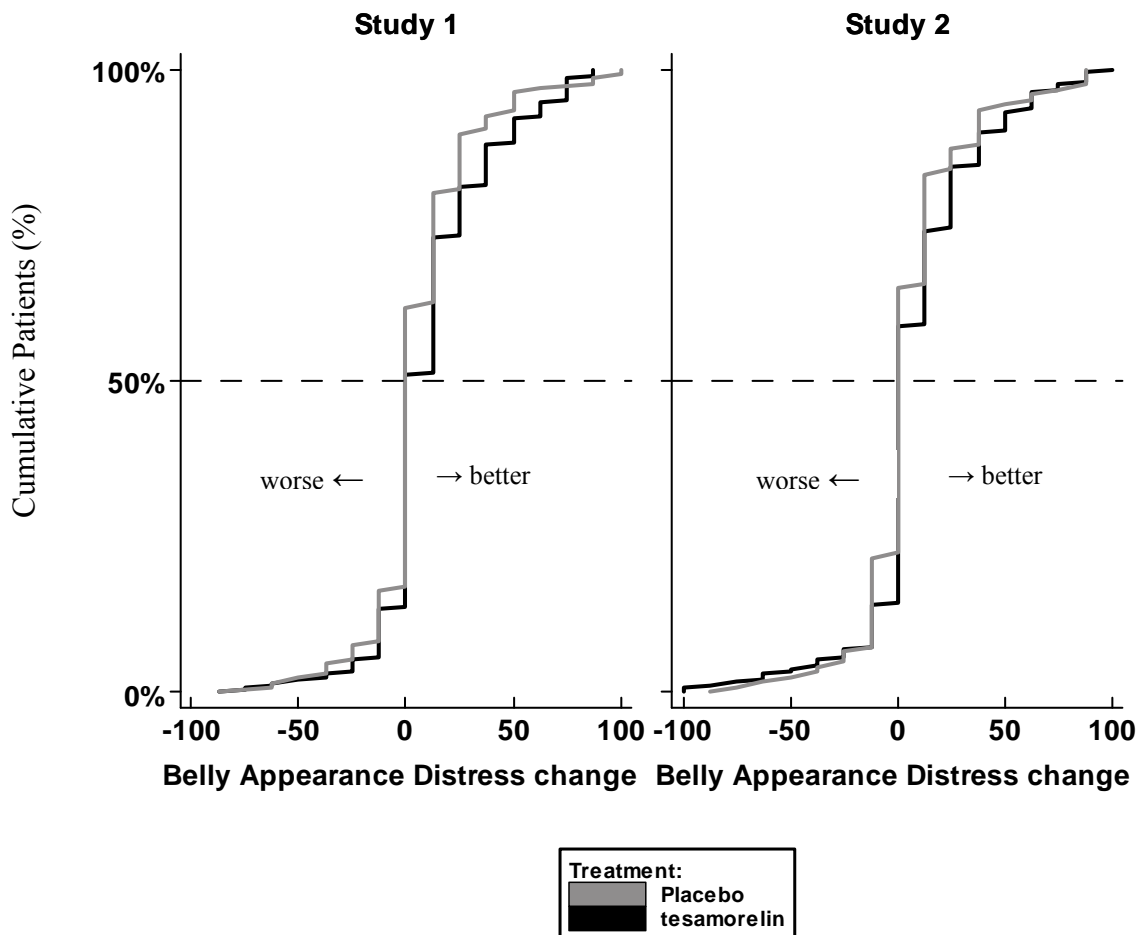 Study 1
Study 2
Cumulative Patients (%)
100%
50%
0%
worse ← → better
worse ← → better
-100 -50 0 50 100
-100 -50 0 50 100
Belly Appearance Distress change
Belly Appearance Distress change
Treatment:
Placebo
tesamorelin